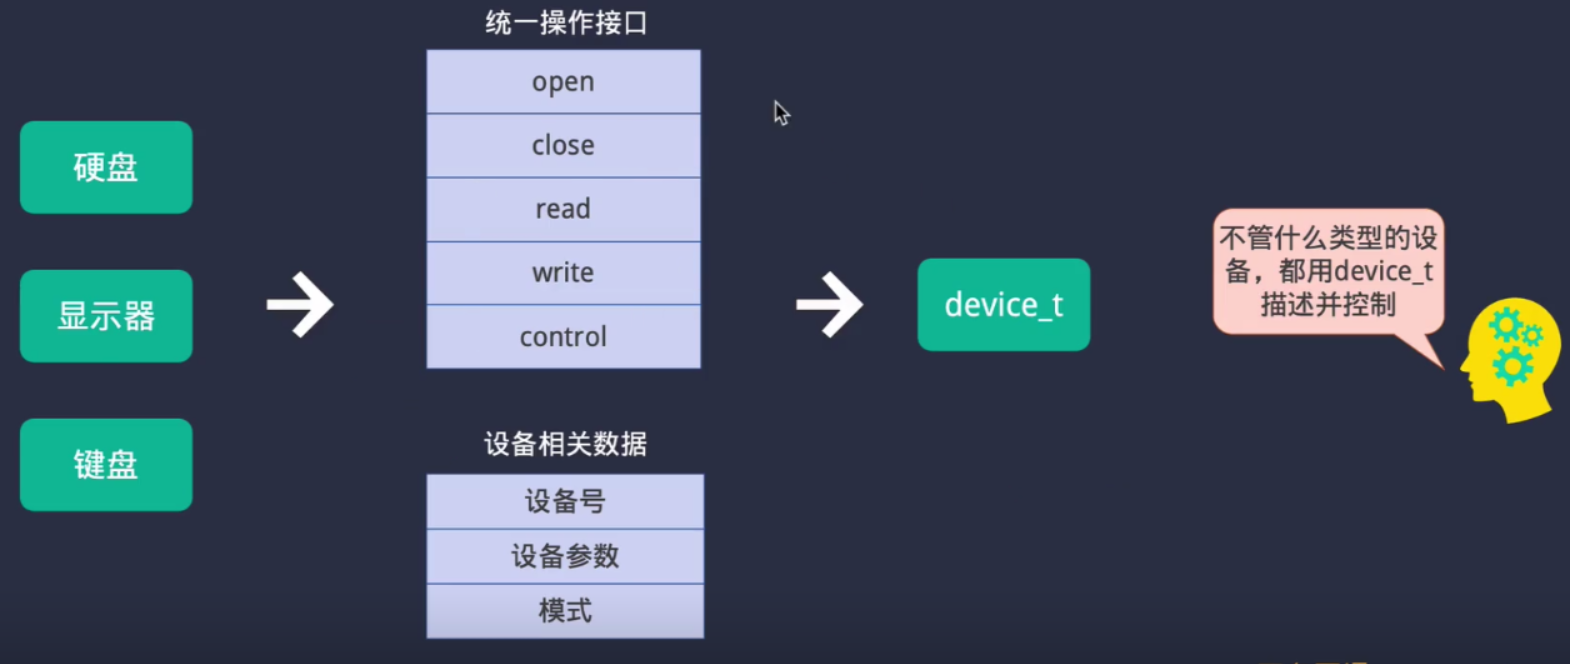 统一操作接口
open
close
read
write
control
硬盘
显示器
键盘
设备相关数据
设备号
设备参数
模式
device_t
不管什么类型的设
备，都用device_t
描述并控制